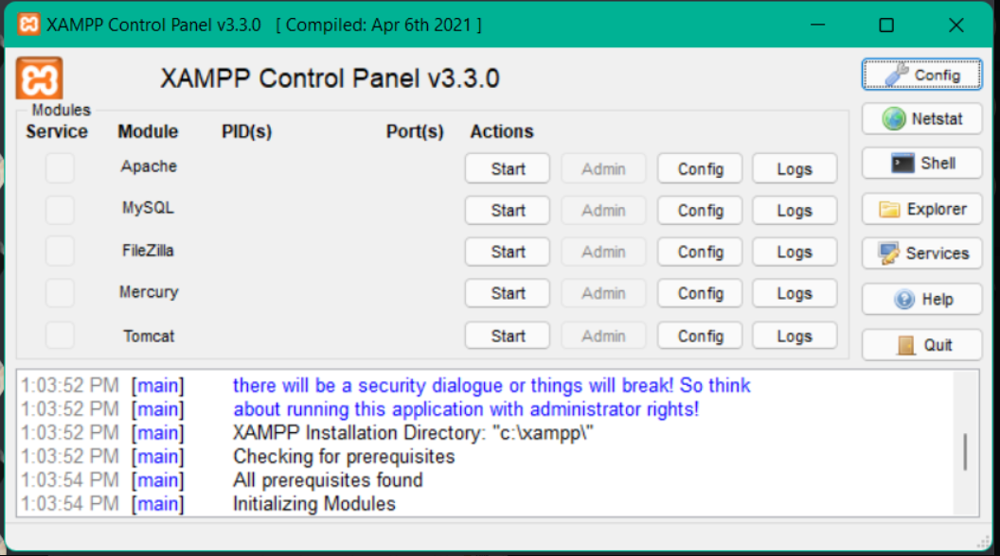 XAMPP Control Panel v3.3.0 [ Compiled: Apr 6th 2021 ]
XAMPP Control Panel v3.3.0
Config
Modules
Service Module PID(s) Port(s) Actions
Netstat
Apache Start Admin Config Logs
Shell
MySQL Start Admin Config Logs
Explorer
FileZilla Start Admin Config Logs
Services
Mercury Start Admin Config Logs
Help
Tomcat Start Admin Config Logs
Quit
1:03:52 PM [main] there will be a security dialogue or things will break! So think
1:03:52 PM [main] about running this application with administrator rights!
1:03:52 PM [main] XAMPP Installation Directory: "c:\xampp\"
1:03:52 PM [main] Checking for prerequisites
1:03:54 PM [main] All prerequisites found
1:03:54 PM [main] Initializing Modules